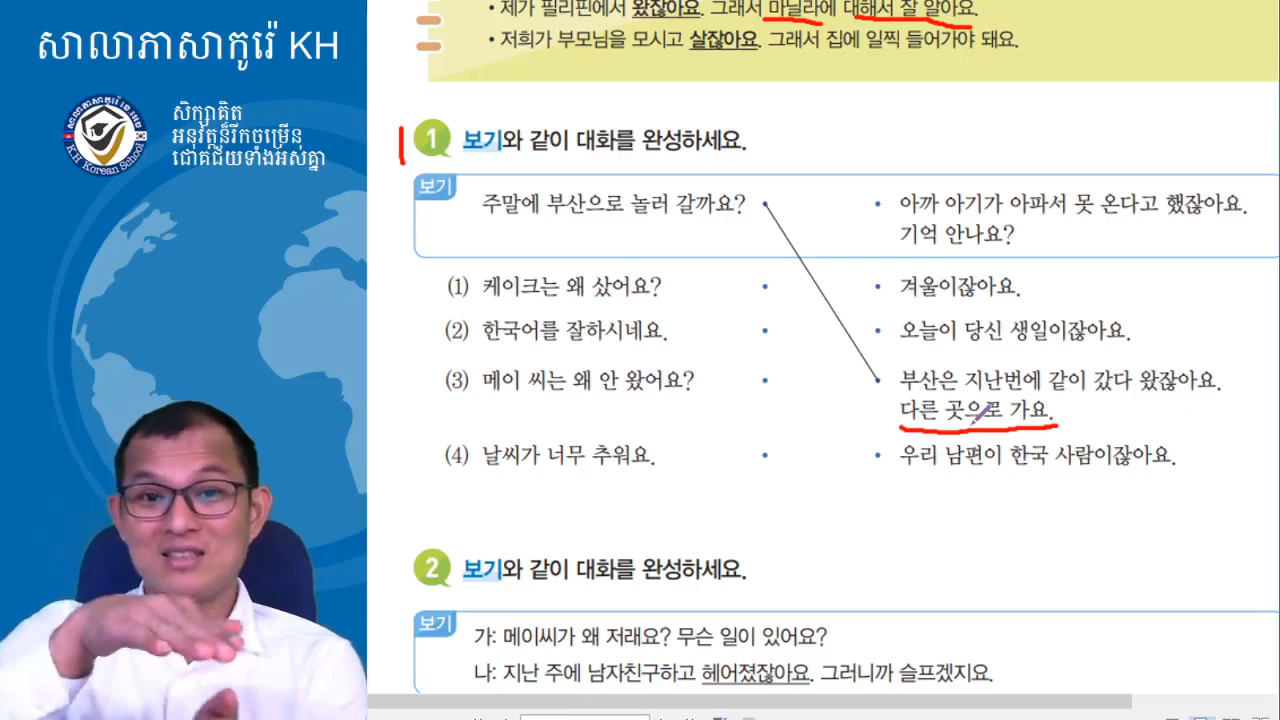 សាលាភាសាកូរ៉េ KH
សិក្សាគិត
អនុវត្តន៏រីកចម្រើន
ជោគជ័យទាំងអស់គ្នា
KH Korean School
• 제가 필리핀에서 왔잖아요. 그래서 마닐라에 대해서 잘 알아요.
• 저희가 부모님을 모시고 살잖아요. 그래서 집에 일찍 들어가야 돼요.
1 보기와 같이 대화를 완성하세요.
보기
주말에 부산으로 놀러 갈까요? • • 아까 아기가 아파서 못 온다고 했잖아요.
기억 안나요?
(1) 케이크는 왜 샀어요? • • 겨울이잖아요.
(2) 한국어를 잘하시네요. • • 오늘이 당신 생일이잖아요.
(3) 메이 씨는 왜 안 왔어요? • • 부산은 지난번에 같이 갔다 왔잖아요.
다른 곳으로 가요.
(4) 날씨가 너무 추워요. • • 우리 남편이 한국 사람이잖아요.
2 보기와 같이 대화를 완성하세요.
보기
가: 메이씨가 왜 저래요? 무슨 일이 있어요?
나: 지난 주에 남자친구하고 헤어졌잖아요. 그러니까 슬프겠지요.